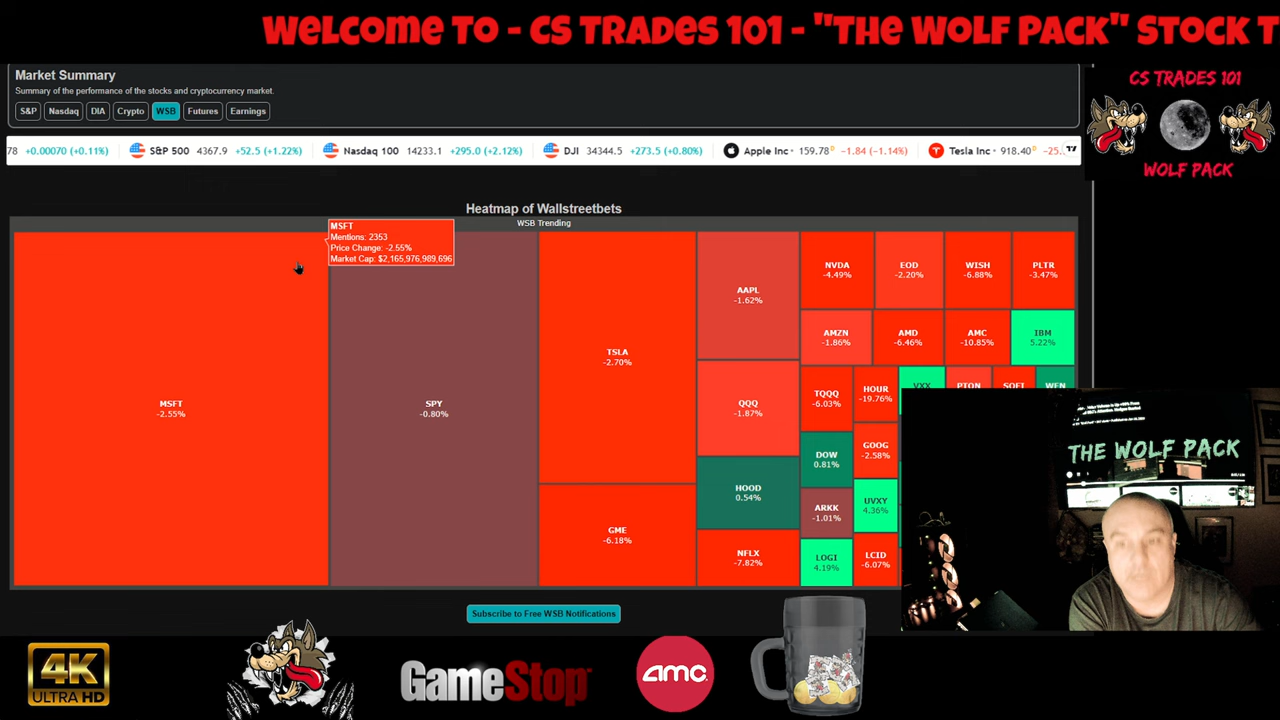 WELCOME TO - CS TRADES 101 - "THE WOLF PACK" STOCK T
Market Summary
Summary of the performance of the stocks and cryptocurrency market.
S&P Nasdaq DIA Crypto WSB Futures Earnings
CS TRADES 101
WOLF PACK
78 +0.00070 (+0.11%) S&P 500 4367.9 +52.5 (+1.22%) Nasdaq 100 14233.1 +295.0 (+2.12%) DJI 34344.5 +273.5 (+0.80%) Apple Inc 159.78 D −1.84 (−1.14%) Tesla Inc 918.40 D −25.
Heatmap of Wallstreetbets
WSB Trending
MSFT
Mentions: 2353
Price Change: -2.55%
Market Cap: $2,165,976,989,696
MSFT
-2.55%
SPY
-0.80%
TSLA
-2.70%
GME
-6.18%
AAPL
-1.62%
QQQ
-1.87%
HOOD
0.54%
NFLX
-7.82%
NVDA
-4.49%
EOD
-2.20%
WISH
-6.88%
PLTR
-3.47%
AMZN
-1.86%
AMD
-6.46%
AMC
-10.85%
IBM
5.22%
TQQQ
-6.03%
HOUR
-19.76%
VXX
PTON
SOFI
WEN
DOW
0.81%
GOOG
-2.58%
ARKK
-1.01%
UVXY
4.36%
LOGI
4.19%
LCID
-6.07%
THE WOLF PACK
Subscribe to Free WSB Notifications
4K
ULTRA HD
GameStop
amc